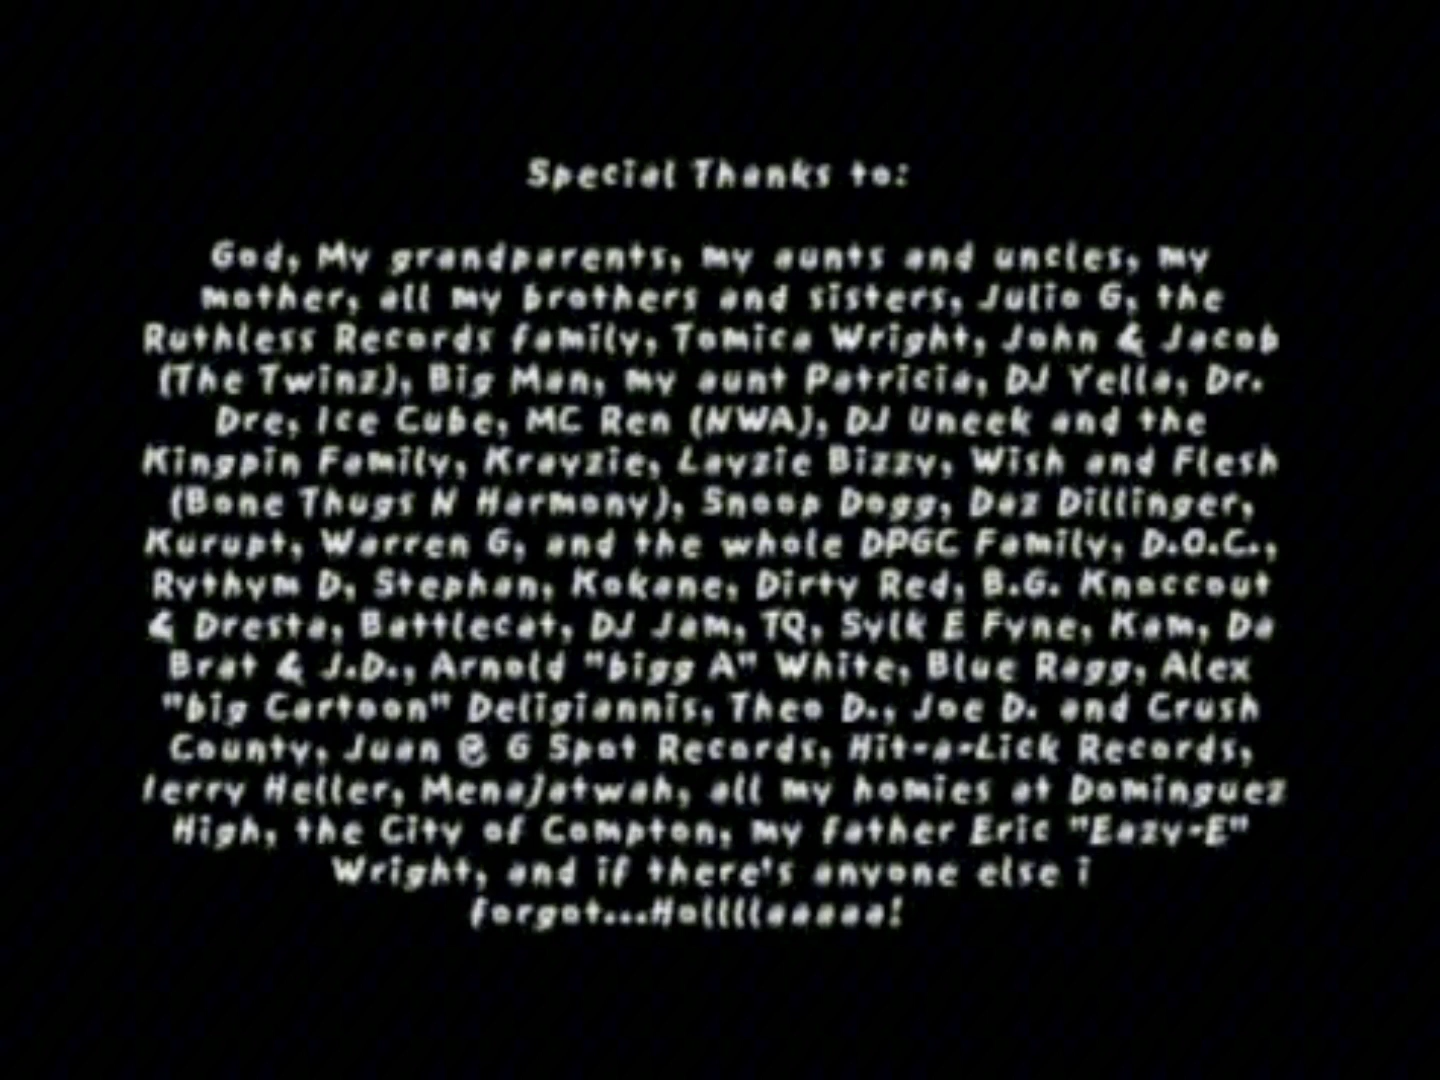 Special Thanks to:
God, My grandparents, my aunts and uncles, my
mother, all my brothers and sisters, Julio G, the
Ruthless Records family, Tomica Wright, John & Jacob
(The Twinz), Big Man, my aunt Patricia, DJ Yella, Dr.
Dre, Ice Cube, MC Ren (NWA), DJ Uneek and the
Kingpin Family, Krayzie, Layzie Bizzy, Wish and Flesh
(Bone Thugs N Harmony), Snoop Dogg, Daz Dillinger,
Kurupt, Warren G, and the whole DPGC Family, D.O.C.,
Rythym D, Stephan, Kokane, Dirty Red, B.G. Knoccout
& Dresta, Battlecat, DJ Jam, TQ, Sylk E Fyne, Kam, Da
Brat & J.D., Arnold "bigg A" White, Blue Ragg, Alex
"big Cartoon" Deligiannis, Theo D., Joe D. and Crush
County, Juan @ G Spot Records, Hit-a-Lick Records,
Jerry Heller, Menajatwah, all my homies at Dominguez
High, the City of Compton, my father Eric "Eazy-E"
Wright, and if there's anyone else i
forgot...Hollllaaaaa!